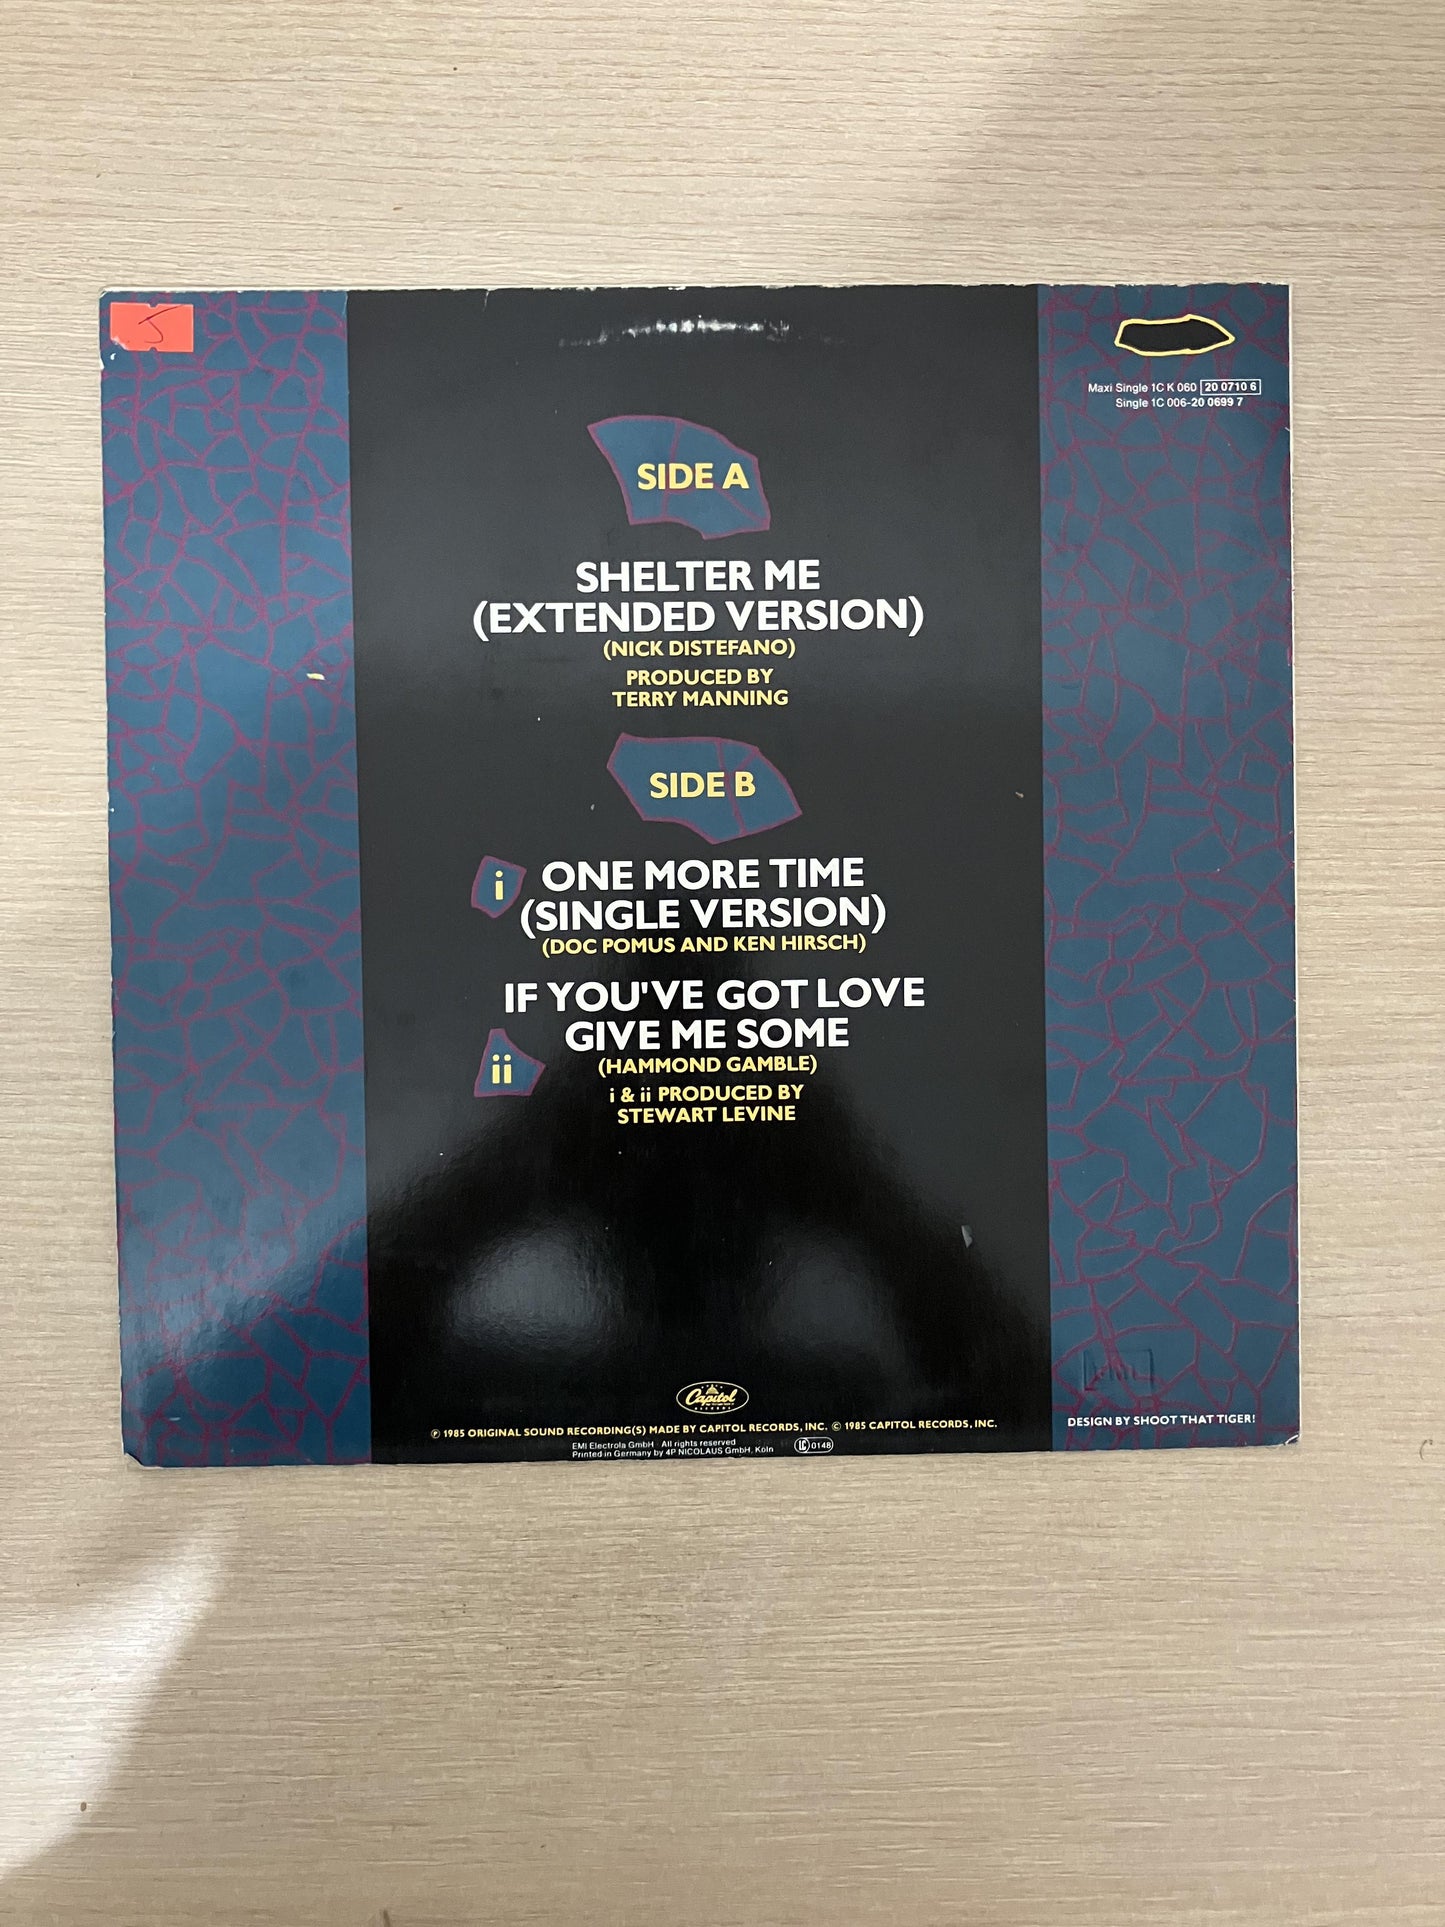 5
Maxi Single 1C K 060 20 0710 6
Single 1C 006-20 0699 7
SIDE A
SHELTER ME
(EXTENDED VERSION)
(NICK DISTEFANO)
PRODUCED BY
TERRY MANNING
SIDE B
i ONE MORE TIME
(SINGLE VERSION)
(DOC POMUS AND KEN HIRSCH)
IF YOU'VE GOT LOVE
ii GIVE ME SOME
(HAMMOND GAMBLE)
i & ii PRODUCED BY
STEWART LEVINE
Capitol
RECORDS
℗ 1985 ORIGINAL SOUND RECORDING(S) MADE BY CAPITOL RECORDS, INC. © 1985 CAPITOL RECORDS, INC.
EMI Electrola GmbH All rights reserved
Printed in Germany by 4P NICOLAUS GmbH, Köln
LC 0148
DESIGN BY SHOOT THAT TIGER!